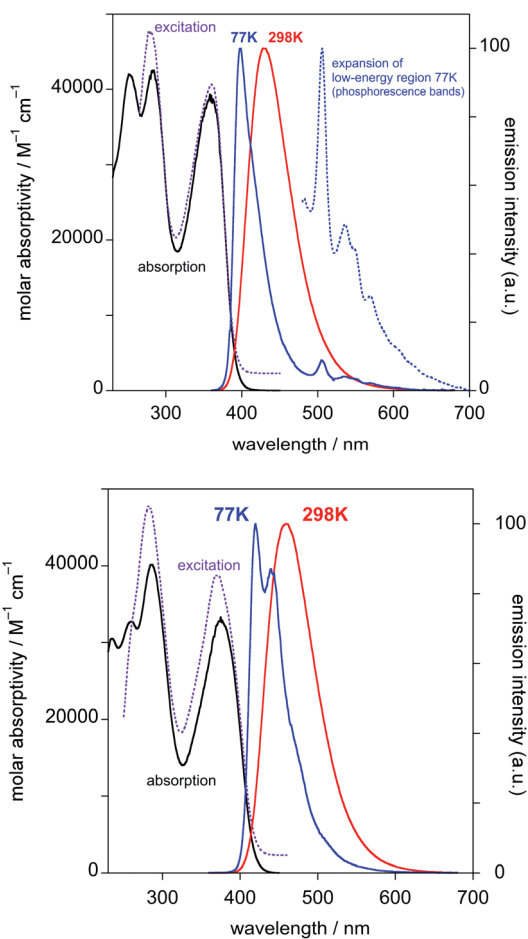 excitation
77K 298K
100
expansion of
low-energy region 77K
(phosphorescence bands)
40000
molar absorptivity / M⁻¹ cm⁻¹
emission intensity (a.u.)
20000
absorption
0
0
300 400 500 600 700
wavelength / nm
77K 298K
100
excitation
40000
molar absorptivity / M⁻¹ cm⁻¹
emission intensity (a.u.)
20000
absorption
0
0
300 400 500 600 700
wavelength / nm